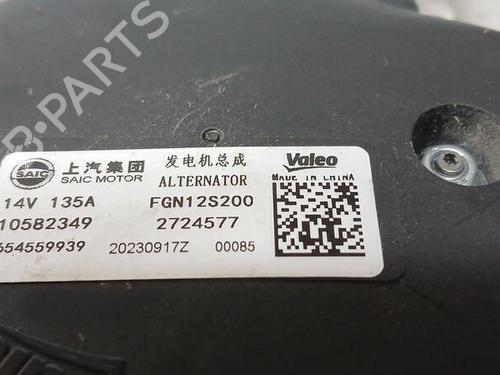 B-PARTS
SAIC
上汽集团
SAIC MOTOR
发电机总成
ALTERNATOR
Valeo
MADE IN CHINA
14V 135A
FGN12S200
10582349
2724577
654559939
20230917Z
00085